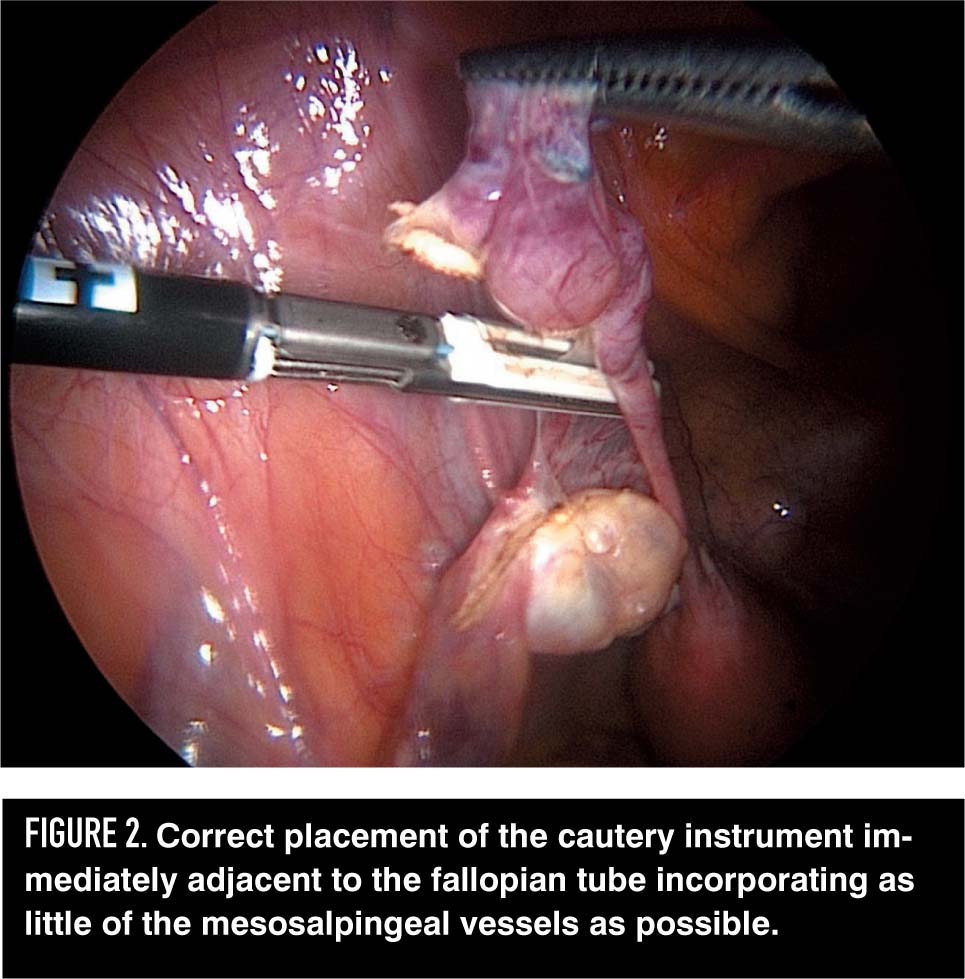 FIGURE 2. Correct placement of the cautery instrument im-
mediately adjacent to the fallopian tube incorporating as
little of the mesosalpingeal vessels as possible.